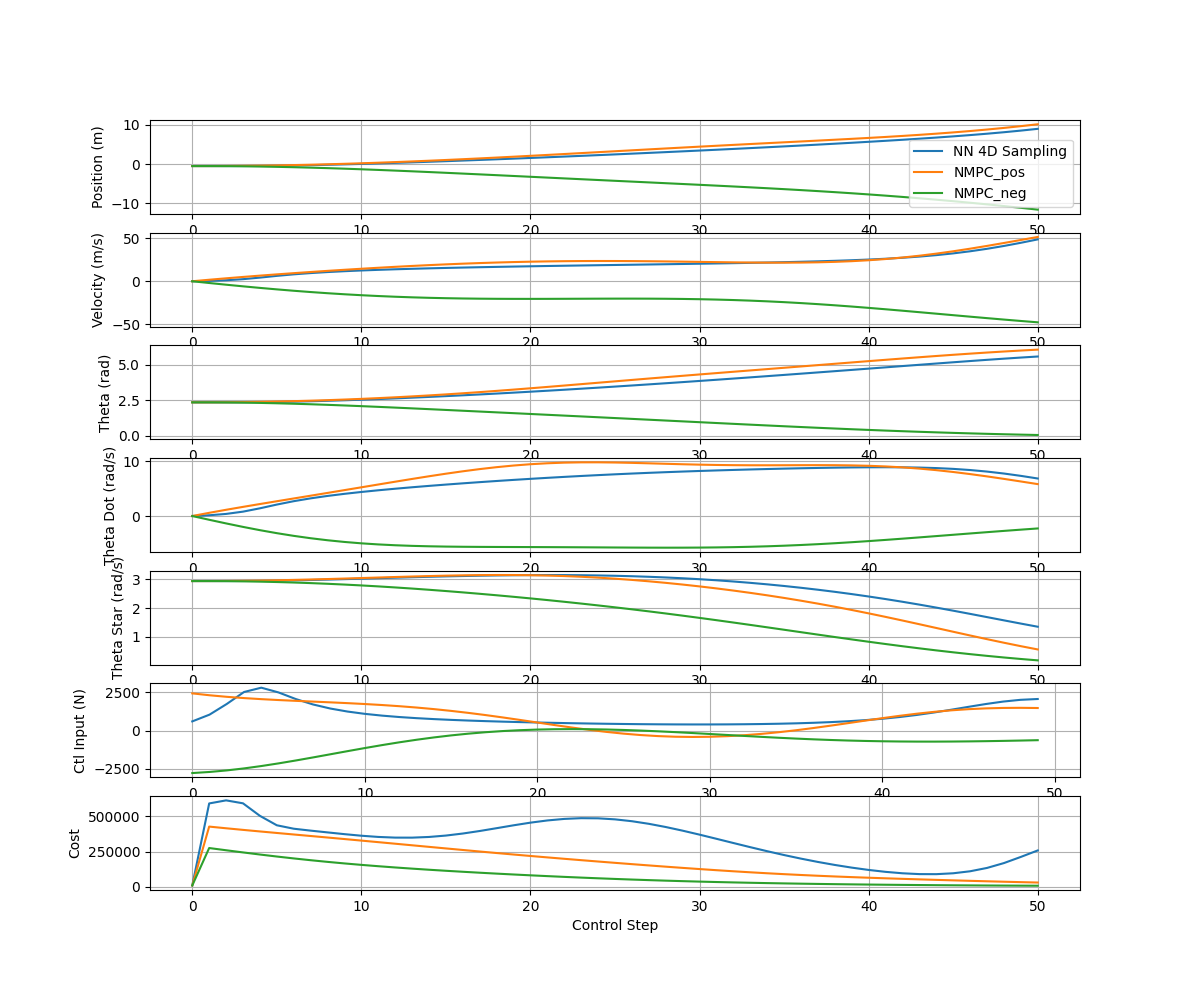 10
0
−10
Position (m)
NN 4D Sampling
NMPC_pos
NMPC_neg
0 10 20 30 40 50
50
0
−50
Velocity (m/s)
0 10 20 30 40 50
5.0
2.5
0.0
Theta (rad)
0 10 20 30 40 50
10
0
Theta Dot (rad/s)
0 10 20 30 40 50
3
2
1
Theta Star (rad/s)
0 10 20 30 40 50
2500
0
−2500
Ctl Input (N)
0 10 20 30 40 50
500000
250000
0
Cost
0 10 20 30 40 50
Control Step